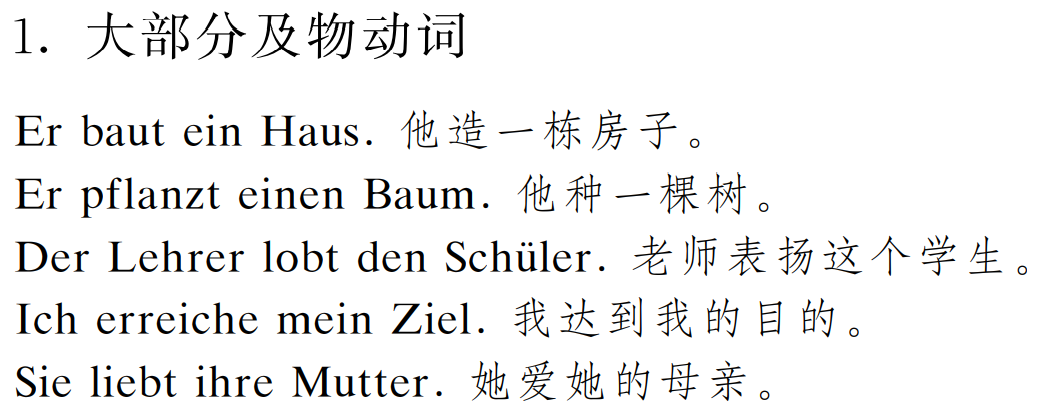 1. 大部分及物动词
Er baut ein Haus. 他造一栋房子。
Er pflanzt einen Baum. 他种一棵树。
Der Lehrer lobt den Schüler. 老师表扬这个学生。
Ich erreiche mein Ziel. 我达到我的目的。
Sie liebt ihre Mutter. 她爱她的母亲。